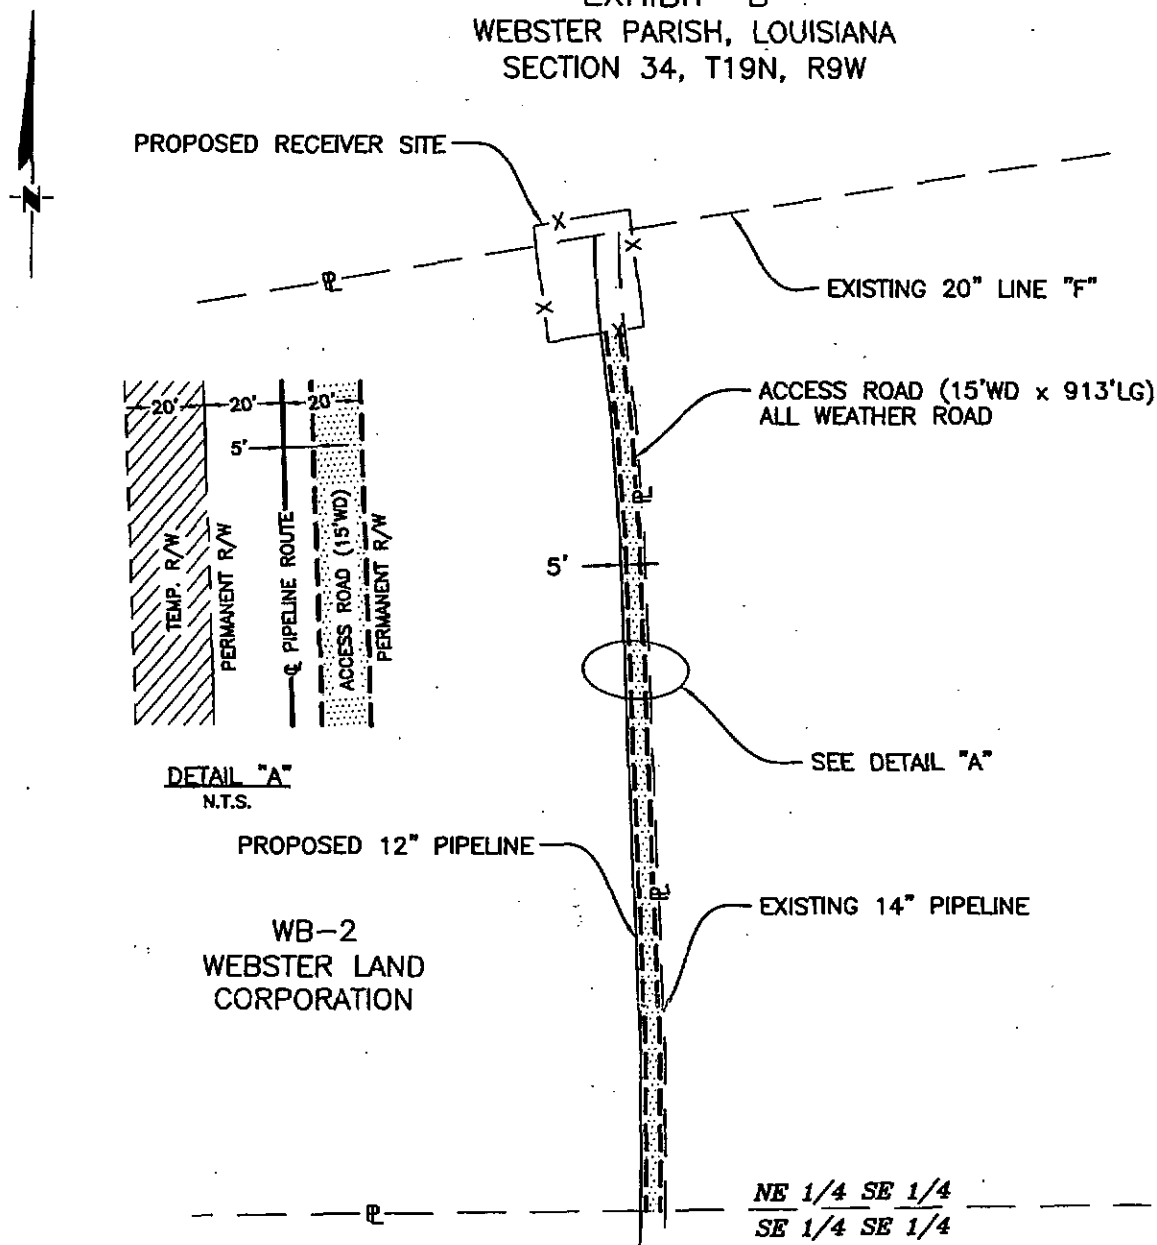 EXHIBIT "B"
WEBSTER PARISH, LOUISIANA
SECTION 34, T19N, R9W
N
PROPOSED RECEIVER SITE
EXISTING 20" LINE "F"
ACCESS ROAD (15'WD x 913'LG)
ALL WEATHER ROAD
20'
20'
20'
5'
TEMP. R/W
PERMANENT R/W
℄ PIPELINE ROUTE
ACCESS ROAD (15'WD)
PERMANENT R/W
DETAIL "A"
N.T.S.
5'
SEE DETAIL "A"
PROPOSED 12" PIPELINE
EXISTING 14" PIPELINE
WB-2
WEBSTER LAND
CORPORATION
NE 1/4 SE 1/4
SE 1/4 SE 1/4